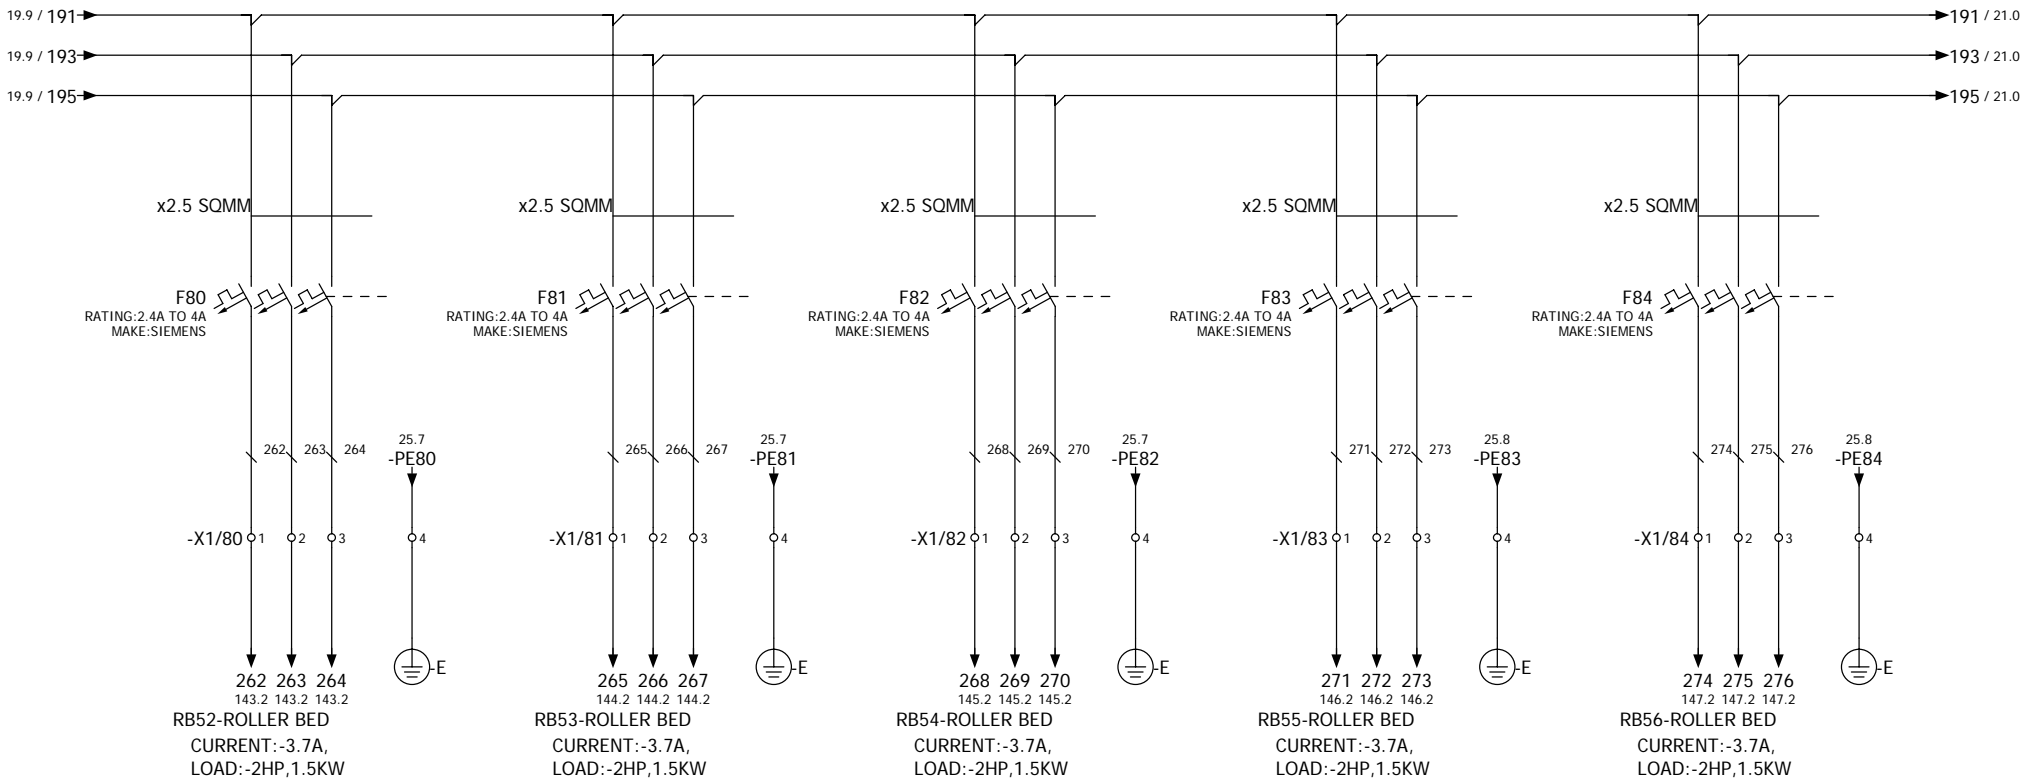 19.9 / 191 191 / 21.0
19.9 / 193 193 / 21.0
19.9 / 195 195 / 21.0
x2.5 SQMM x2.5 SQMM x2.5 SQMM x2.5 SQMM x2.5 SQMM
F80 F81 F82 F83 F84
RATING:2.4A TO 4A RATING:2.4A TO 4A RATING:2.4A TO 4A RATING:2.4A TO 4A RATING:2.4A TO 4A
MAKE:SIEMENS MAKE:SIEMENS MAKE:SIEMENS MAKE:SIEMENS MAKE:SIEMENS
25.7 25.7 25.7 25.8 25.8
262 263 264 265 266 267 268 269 270 271 272 273 274 275 276
-PE80 -PE81 -PE82 -PE83 -PE84
-X1/80 1 2 3 4 -X1/81 1 2 3 4 -X1/82 1 2 3 4 -X1/83 1 2 3 4 -X1/84 1 2 3 4
-E -E -E -E -E
262 263 264 265 266 267 268 269 270 271 272 273 274 275 276
143.2 143.2 143.2 144.2 144.2 144.2 145.2 145.2 145.2 146.2 146.2 146.2 147.2 147.2 147.2
RB52-ROLLER BED RB53-ROLLER BED RB54-ROLLER BED RB55-ROLLER BED RB56-ROLLER BED
CURRENT:-3.7A, CURRENT:-3.7A, CURRENT:-3.7A, CURRENT:-3.7A, CURRENT:-3.7A,
LOAD:-2HP,1.5KW LOAD:-2HP,1.5KW LOAD:-2HP,1.5KW LOAD:-2HP,1.5KW LOAD:-2HP,1.5KW